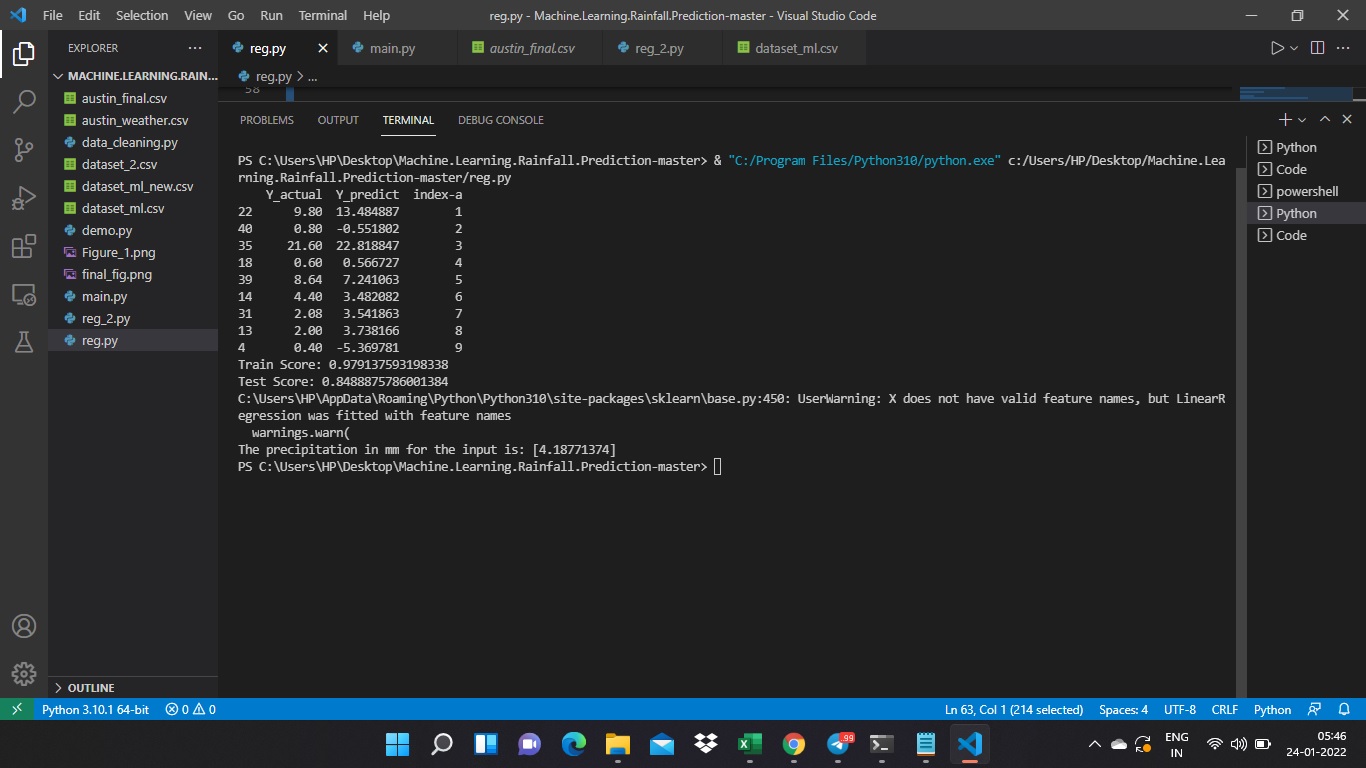 File Edit Selection View Go Run Terminal Help reg.py - Machine.Learning.Rainfall.Prediction-master - Visual Studio Code
EXPLORER
MACHINE.LEARNING.RAIN...
austin_final.csv
austin_weather.csv
data_cleaning.py
dataset_2.csv
dataset_ml_new.csv
dataset_ml.csv
demo.py
Figure_1.png
final_fig.png
main.py
reg_2.py
reg.py
OUTLINE
reg.py main.py austin_final.csv reg_2.py dataset_ml.csv
reg.py > ...
58
PROBLEMS OUTPUT TERMINAL DEBUG CONSOLE
PS C:\Users\HP\Desktop\Machine.Learning.Rainfall.Prediction-master> & "C:/Program Files/Python310/python.exe" c:/Users/HP/Desktop/Machine.Lea
rning.Rainfall.Prediction-master/reg.py
Y_actual Y_predict index-a
22 9.80 13.484887 1
40 0.80 -0.551802 2
35 21.60 22.818847 3
18 0.60 0.566727 4
39 8.64 7.241063 5
14 4.40 3.482082 6
31 2.08 3.541863 7
13 2.00 3.738166 8
4 0.40 -5.369781 9
Train Score: 0.979137593198338
Test Score: 0.8488875786001384
C:\Users\HP\AppData\Roaming\Python\Python310\site-packages\sklearn\base.py:450: UserWarning: X does not have valid feature names, but LinearR
egression was fitted with feature names
warnings.warn(
The precipitation in mm for the input is: [4.18771374]
PS C:\Users\HP\Desktop\Machine.Learning.Rainfall.Prediction-master>
Python
Code
powershell
Python
Code
Python 3.10.1 64-bit 0 0 Ln 63, Col 1 (214 selected) Spaces: 4 UTF-8 CRLF Python
99
ENG
IN
05:46
24-01-2022